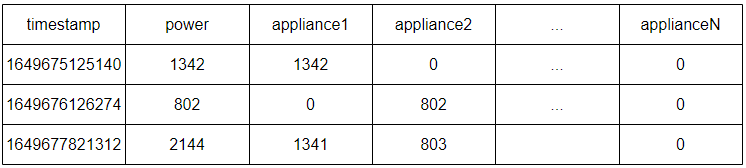 timestamp power appliance1 appliance2 ... applianceN
1649675125140 1342 1342 0 ... 0
1649676126274 802 0 802 ... 0
1649677821312 2144 1341 803 0